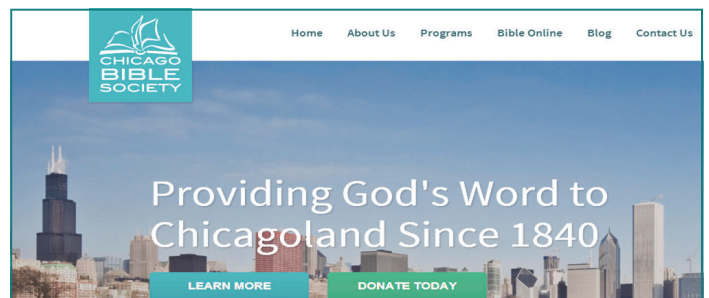 CHICAGO
BIBLE
SOCIETY
Home About Us Programs Bible Online Blog Contact Us
Providing God's Word to
Chicagoland Since 1840
LEARN MORE DONATE TODAY